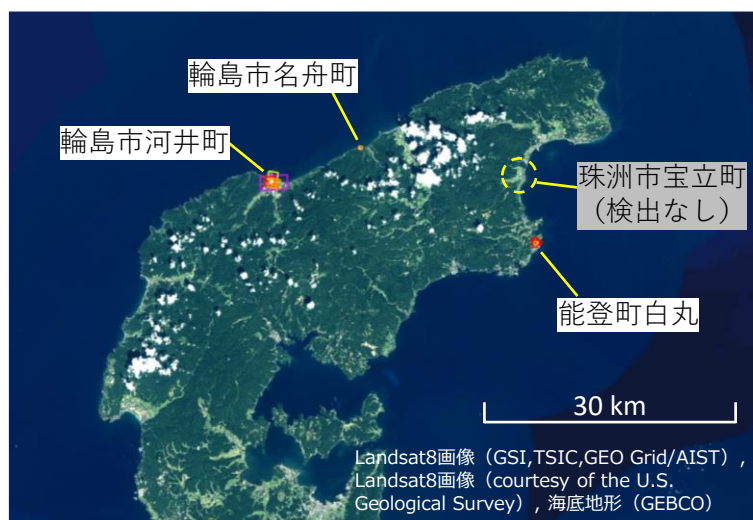 輪島市名舟町
輪島市河井町
珠洲市宝立町
（検出なし）
能登町白丸
30 km
Landsat8画像（GSI,TSIC,GEO Grid/AIST）,
Landsat8画像（courtesy of the U.S.
Geological Survey）, 海底地形（GEBCO）